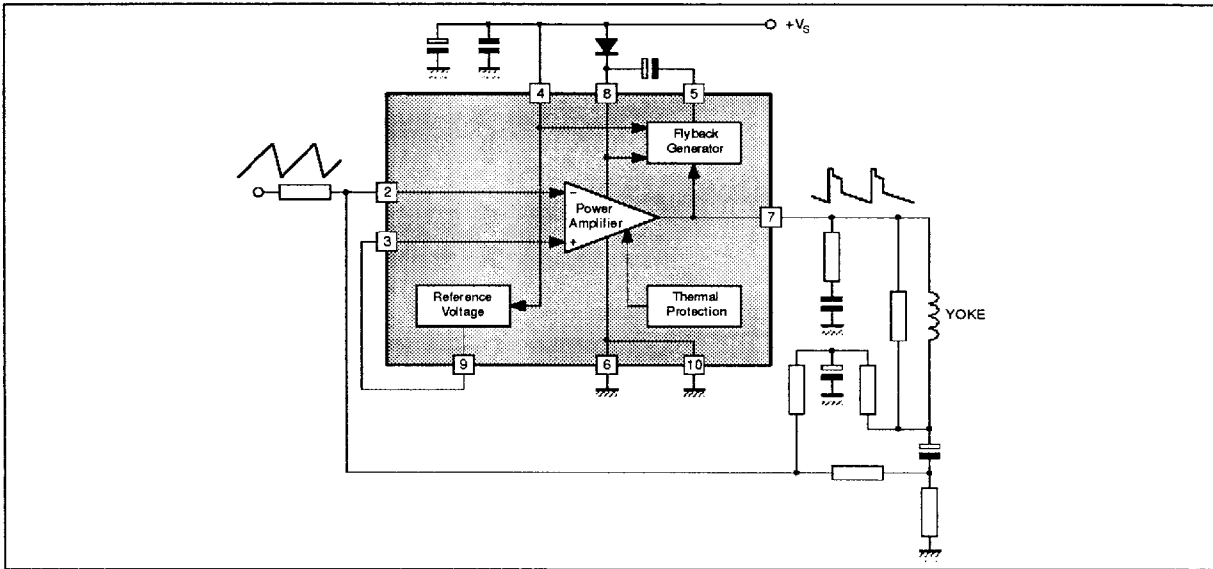 +VS
4
8
5
Flyback
Generator
2
−
Power
Amplifier
+
7
3
Reference
Voltage
Thermal
Protection
YOKE
9
6
10